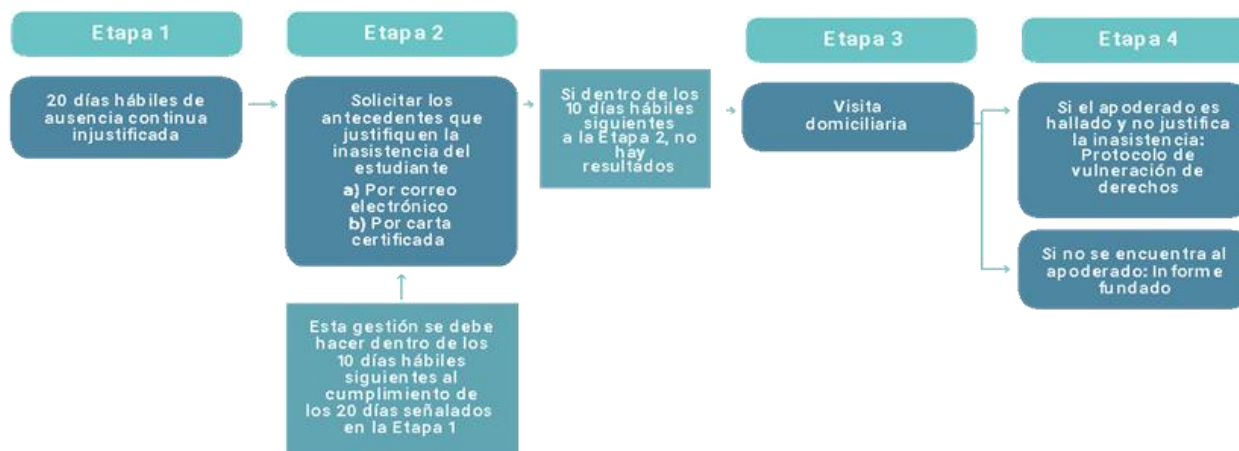 Etapa 1
20 días hábiles de
ausencia continua
injustificada
Etapa 2
Solicitar los
antecedentes que
justifiquen la
inasistencia del
estudiante
a) Por correo
electrónico
b) Por carta
certificada
Esta gestión se debe
hacer dentro de los
10 días hábiles
siguientes al
cumplimiento de
los 20 días señalados
en la Etapa 1
Si dentro de los
10 días hábiles
siguientes
a la Etapa 2, no
hay
resultados
Etapa 3
Visita
domiciliaria
Etapa 4
Si el apoderado es
hallado y no justifica
la inasistencia:
Protocolo de
vulneración de
derechos
Si no se encuentra al
apoderado: Informe
fundado